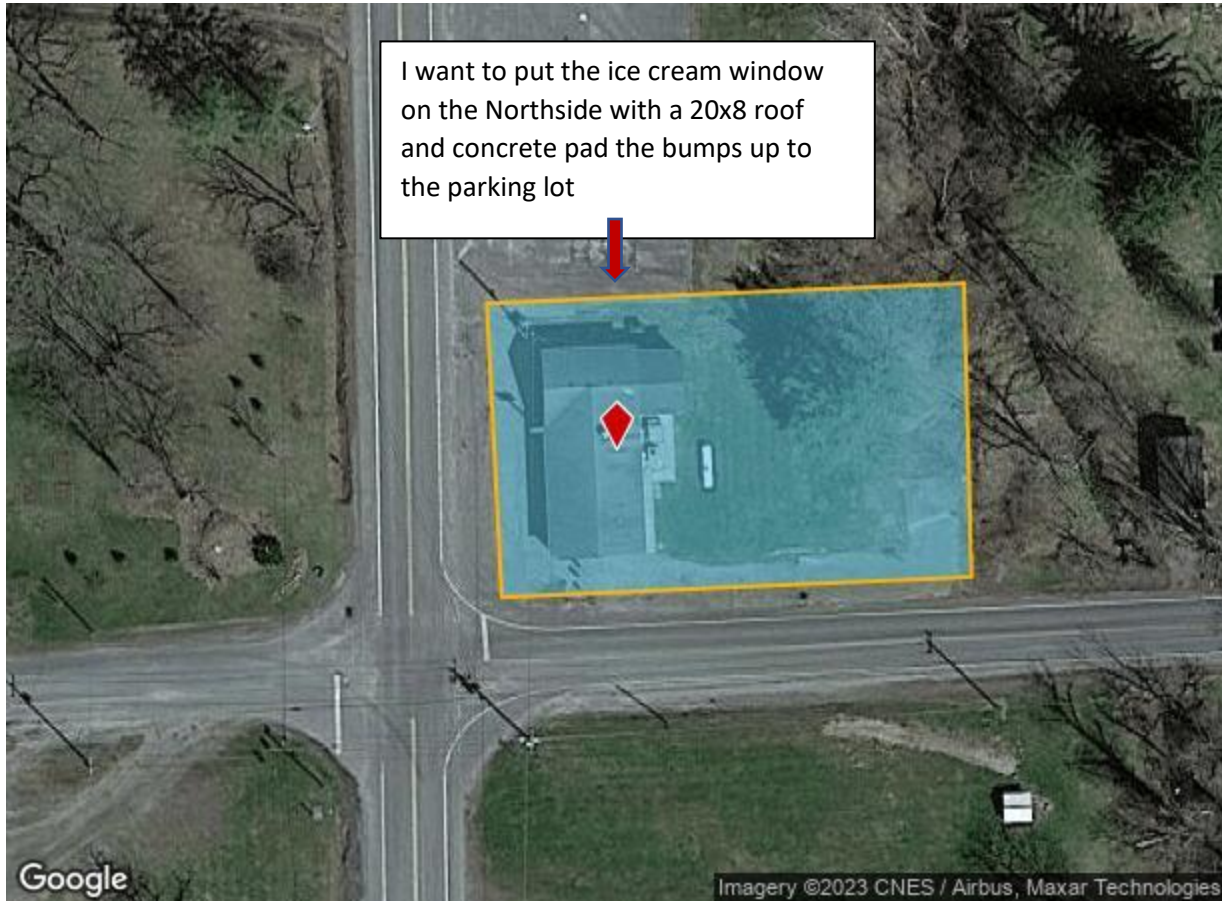 I want to put the ice cream window
on the Northside with a 20x8 roof
and concrete pad the bumps up to
the parking lot
Google
Imagery ©2023 CNES / Airbus, Maxar Technologies